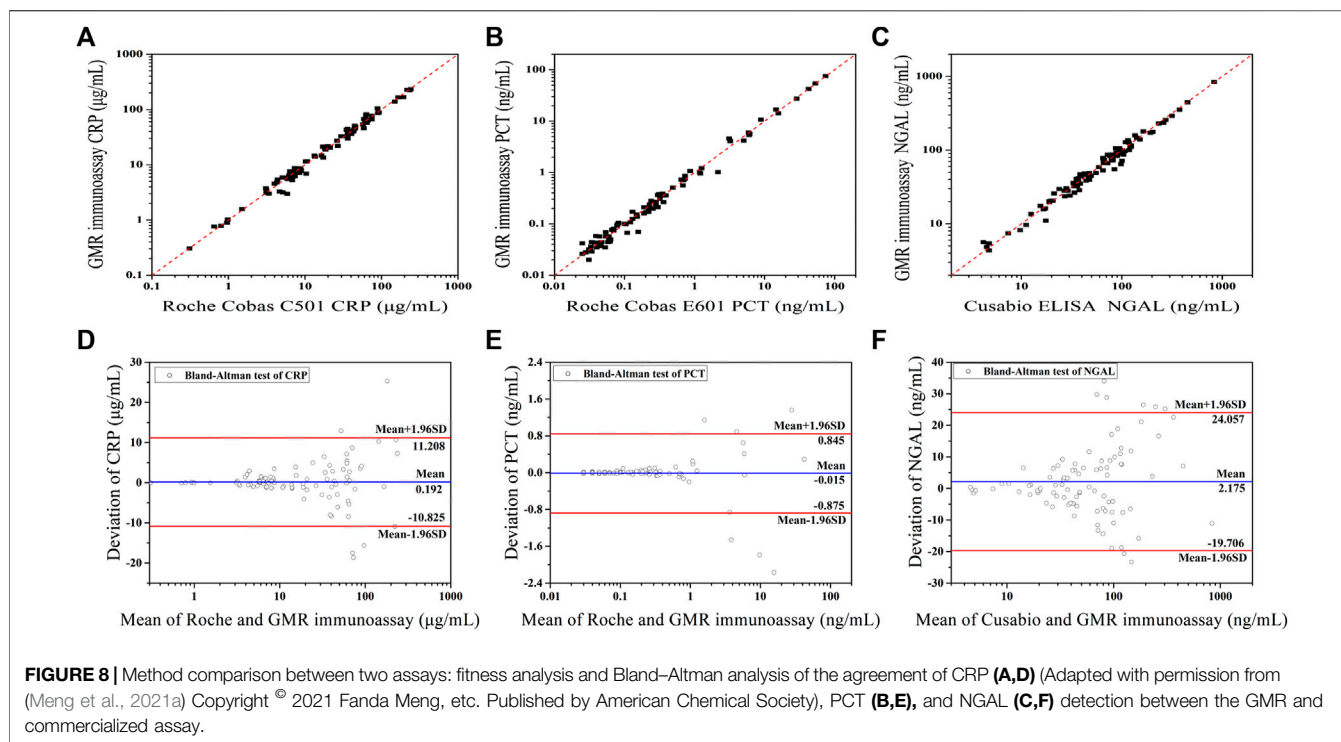 A
B
C
GMR immunoassay CRP (μg/mL)
1000
100
10
1
0.1
0.1
1
10
100
1000
Roche Cobas C501 CRP (μg/mL)
GMR immunoassay PCT (ng/mL)
100
10
1
0.1
0.01
0.01
0.1
1
10
100
Roche Cobas E601 PCT (ng/mL)
GMR immunoassay NGAL (ng/mL)
1000
100
10
10
100
1000
Cusabio ELISA NGAL (ng/mL)
D
E
F
Deviation of CRP (μg/mL)
30
20
10
0
-10
-20
Bland-Altman test of CRP
Mean+1.96SD
11.208
Mean
0.192
-10.825
Mean-1.96SD
1
10
100
1000
Mean of Roche and GMR immunoassay (μg/mL)
Deviation of PCT (ng/mL)
2.4
1.6
0.8
0.0
-0.8
-1.6
-2.4
Bland-Altman test of PCT
Mean+1.96SD
0.845
Mean
-0.015
-0.875
Mean-1.96SD
0.01
0.1
1
10
100
Mean of Roche and GMR immunoassay (ng/mL)
Deviation of NGAL (ng/mL)
40
30
20
10
0
-10
-20
-30
Bland-Altman test of NGAL
Mean+1.96SD
24.057
Mean
2.175
-19.706
Mean-1.96SD
10
100
1000
Mean of Cusabio and GMR immunoassay (ng/mL)
FIGURE 8 | Method comparison between two assays: fitness analysis and Bland–Altman analysis of the agreement of CRP (A,D) (Adapted with permission from
(Meng et al., 2021a) Copyright © 2021 Fanda Meng, etc. Published by American Chemical Society), PCT (B,E), and NGAL (C,F) detection between the GMR and
commercialized assay.